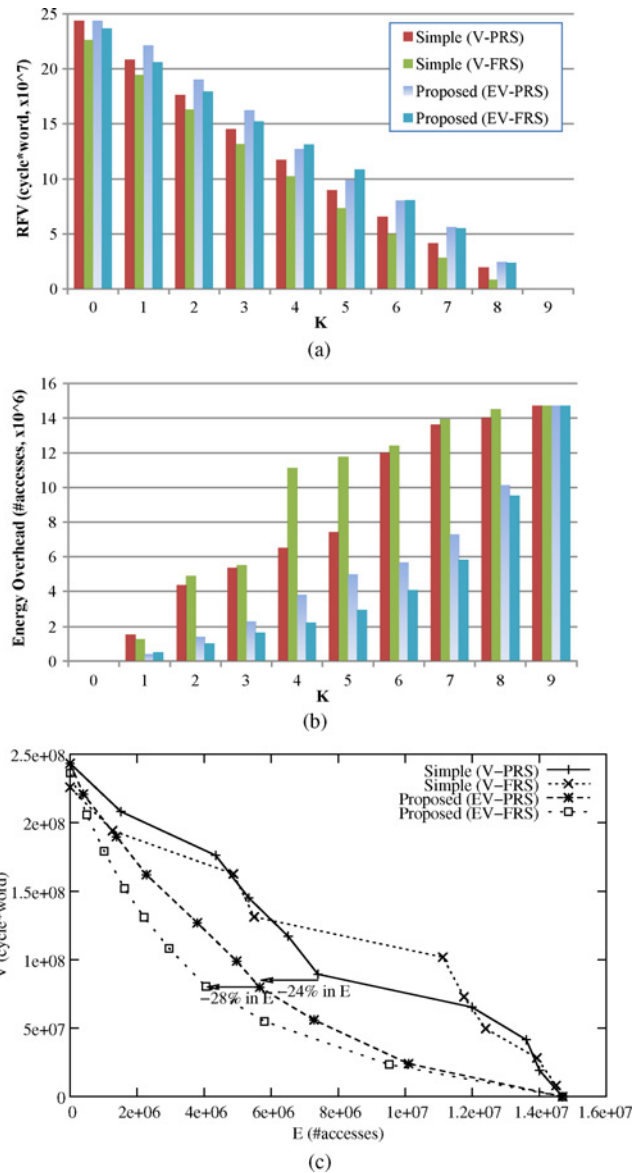 25
20
15
10
5
0
RFV (cycle*word, x10^7)
Simple (V-PRS)
Simple (V-FRS)
Proposed (EV-PRS)
Proposed (EV-FRS)
0 1 2 3 4 5 6 7 8 9
K
(a)
16
14
12
10
8
6
4
2
0
Energy Overhead (#accesses, x10^6)
0 1 2 3 4 5 6 7 8 9
K
(b)
2.5e+08
2e+08
1.5e+08
1e+08
5e+07
0
V (cycle*word)
Simple (V-PRS)
Simple (V-FRS)
Proposed (EV-PRS)
Proposed (EV-FRS)
-28% in E
-24% in E
0 2e+06 4e+06 6e+06 8e+06 1e+07 1.2e+07 1.4e+07 1.6e+07
E (#accesses)
(c)